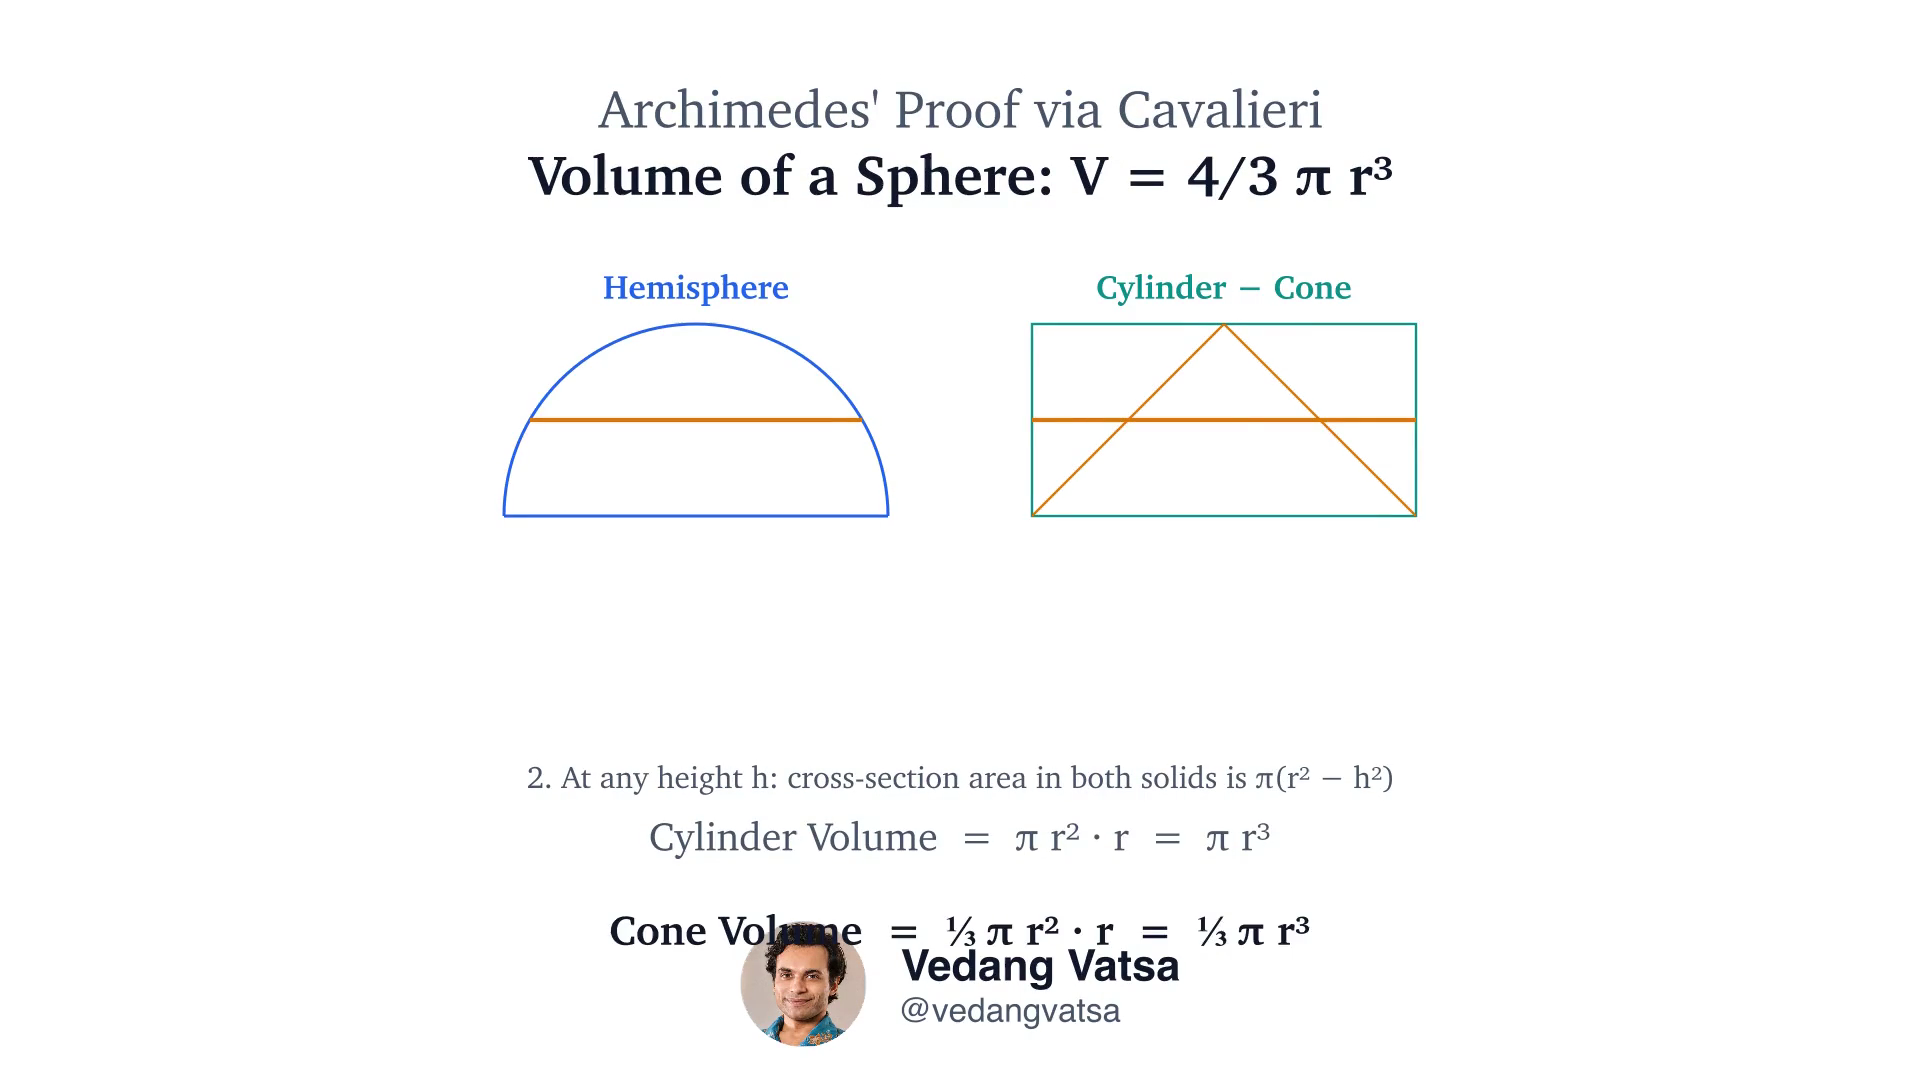 Archimedes' Proof via Cavalieri
Volume of a Sphere: V = 4/3 π r³
Hemisphere
Cylinder − Cone
2. At any height h: cross-section area in both solids is π(r² − h²)
Cylinder Volume = π r² · r = π r³
Cone Volume = ⅓ π r² · r = ⅓ π r³
Vedang Vatsa
@vedangvatsa